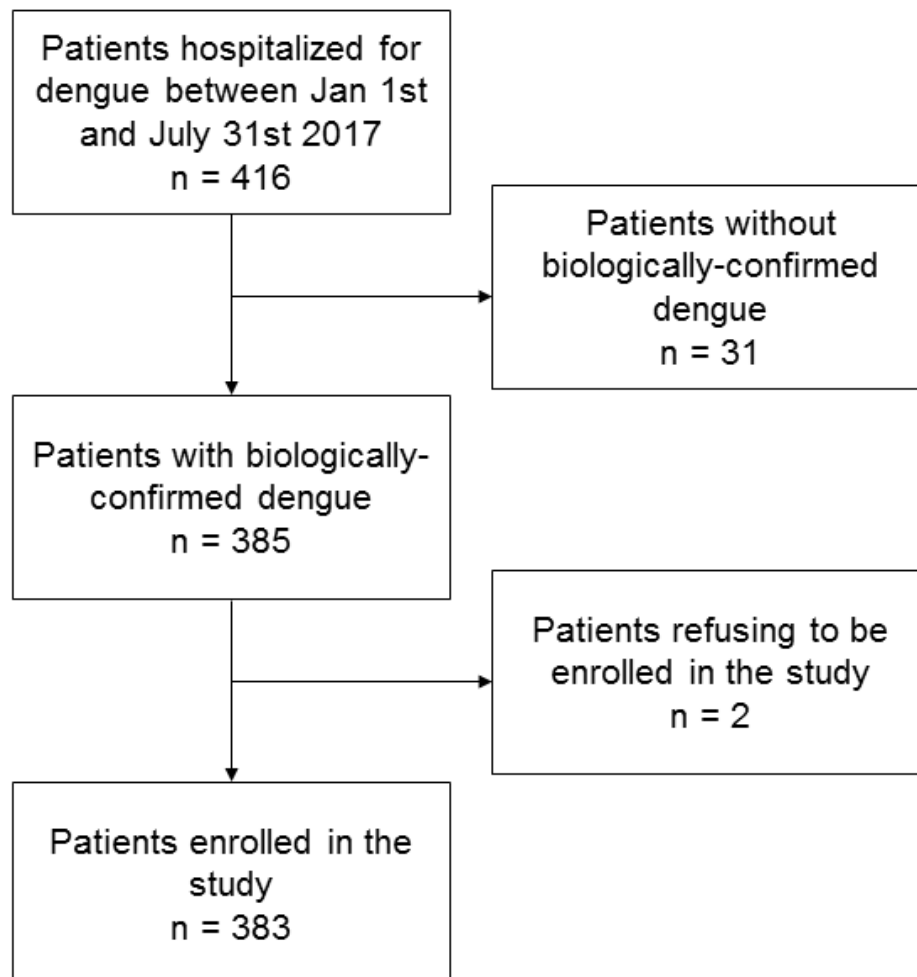 Patients hospitalized for
dengue between Jan 1st
and July 31st 2017
n = 416
Patients without
biologically-confirmed
dengue
n = 31
Patients with biologically-
confirmed dengue
n = 385
Patients refusing to be
enrolled in the study
n = 2
Patients enrolled in the
study
n = 383